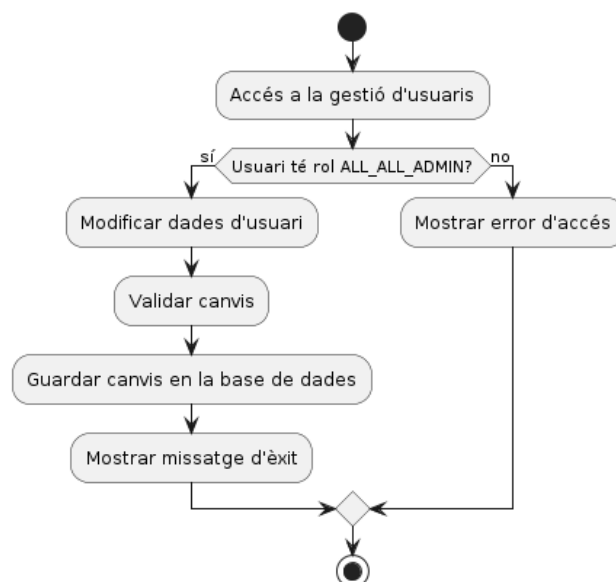 Accés a la gestió d'usuaris
sí
Usuari té rol ALL_ALL_ADMIN?
no
Modificar dades d'usuari
Mostrar error d'accés
Validar canvis
Guardar canvis en la base de dades
Mostrar missatge d'èxit